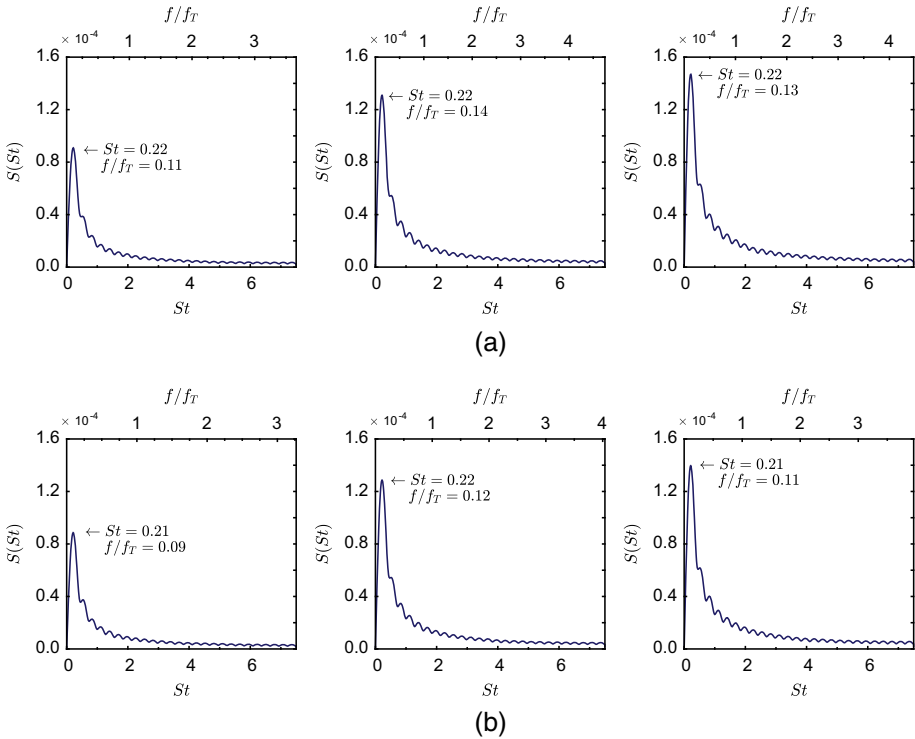 f/f_T f/f_T f/f_T
× 10⁻⁴ 1 2 3 × 10⁻⁴ 1 2 3 4 × 10⁻⁴ 1 2 3 4
1.6 1.6 1.6
← St = 0.22
f/f_T = 0.13
← St = 0.22
f/f_T = 0.14
1.2 1.2 1.2
← St = 0.22
f/f_T = 0.11
S(St) 0.8 S(St) 0.8 S(St) 0.8
0.4 0.4 0.4
0.0 0.0 0.0
0 2 4 6 0 2 4 6 0 2 4 6
St St St
(a)
f/f_T f/f_T f/f_T
× 10⁻⁴ 1 2 3 × 10⁻⁴ 1 2 3 4 × 10⁻⁴ 1 2 3
1.6 1.6 1.6
← St = 0.21
f/f_T = 0.11
← St = 0.22
f/f_T = 0.12
1.2 1.2 1.2
← St = 0.21
f/f_T = 0.09
S(St) 0.8 S(St) 0.8 S(St) 0.8
0.4 0.4 0.4
0.0 0.0 0.0
0 2 4 6 0 2 4 6 0 2 4 6
St St St
(b)